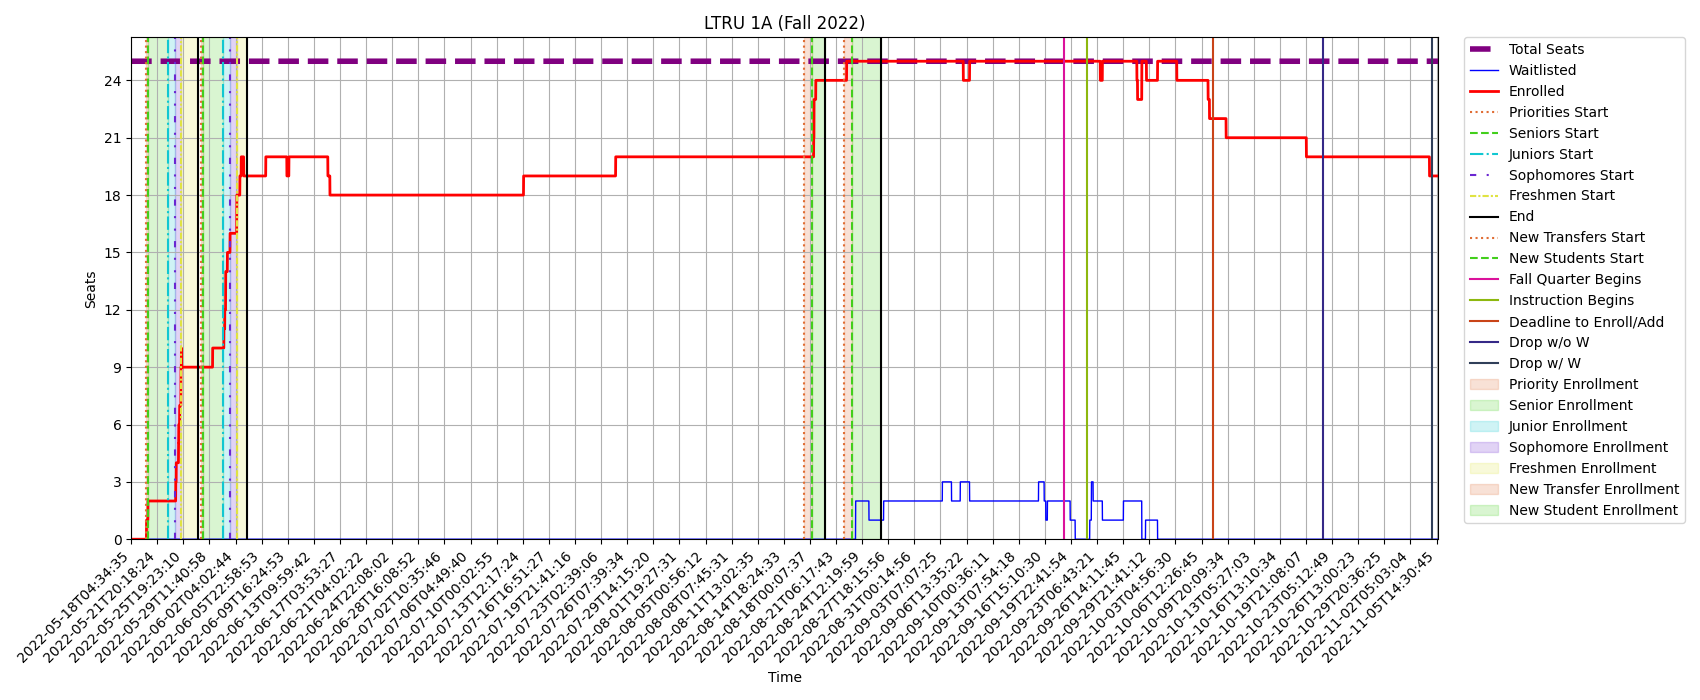 LTRU 1A (Fall 2022)
Seats
24
21
18
15
12
9
6
3
0
2022-05-18T04:34:35
2022-05-21T20:18:24
2022-05-25T19:23:10
2022-05-29T11:40:58
2022-06-02T04:02:44
2022-06-05T22:58:53
2022-06-09T16:24:53
2022-06-13T09:59:42
2022-06-17T03:53:27
2022-06-21T04:02:22
2022-06-24T22:08:02
2022-06-28T16:08:52
2022-07-02T10:35:46
2022-07-06T04:49:40
2022-07-10T00:02:55
2022-07-13T12:17:24
2022-07-16T16:51:27
2022-07-19T21:41:16
2022-07-23T02:39:06
2022-07-26T07:39:34
2022-07-29T14:15:20
2022-08-01T19:27:31
2022-08-05T00:56:12
2022-08-08T07:45:31
2022-08-11T13:02:35
2022-08-14T18:24:33
2022-08-18T00:07:37
2022-08-21T06:17:43
2022-08-24T12:19:59
2022-08-27T18:15:56
2022-08-31T00:14:56
2022-09-03T07:07:25
2022-09-06T13:35:22
2022-09-10T00:36:11
2022-09-13T07:54:18
2022-09-16T15:10:30
2022-09-19T22:41:54
2022-09-23T06:43:21
2022-09-26T14:11:45
2022-09-29T21:41:12
2022-10-03T04:56:30
2022-10-06T12:26:45
2022-10-09T20:09:34
2022-10-13T05:27:03
2022-10-16T13:10:34
2022-10-19T21:08:07
2022-10-23T05:12:49
2022-10-26T13:00:23
2022-10-29T20:36:25
2022-11-02T05:03:04
2022-11-05T14:30:45
Time
Total Seats
Waitlisted
Enrolled
Priorities Start
Seniors Start
Juniors Start
Sophomores Start
Freshmen Start
End
New Transfers Start
New Students Start
Fall Quarter Begins
Instruction Begins
Deadline to Enroll/Add
Drop w/o W
Drop w/ W
Priority Enrollment
Senior Enrollment
Junior Enrollment
Sophomore Enrollment
Freshmen Enrollment
New Transfer Enrollment
New Student Enrollment